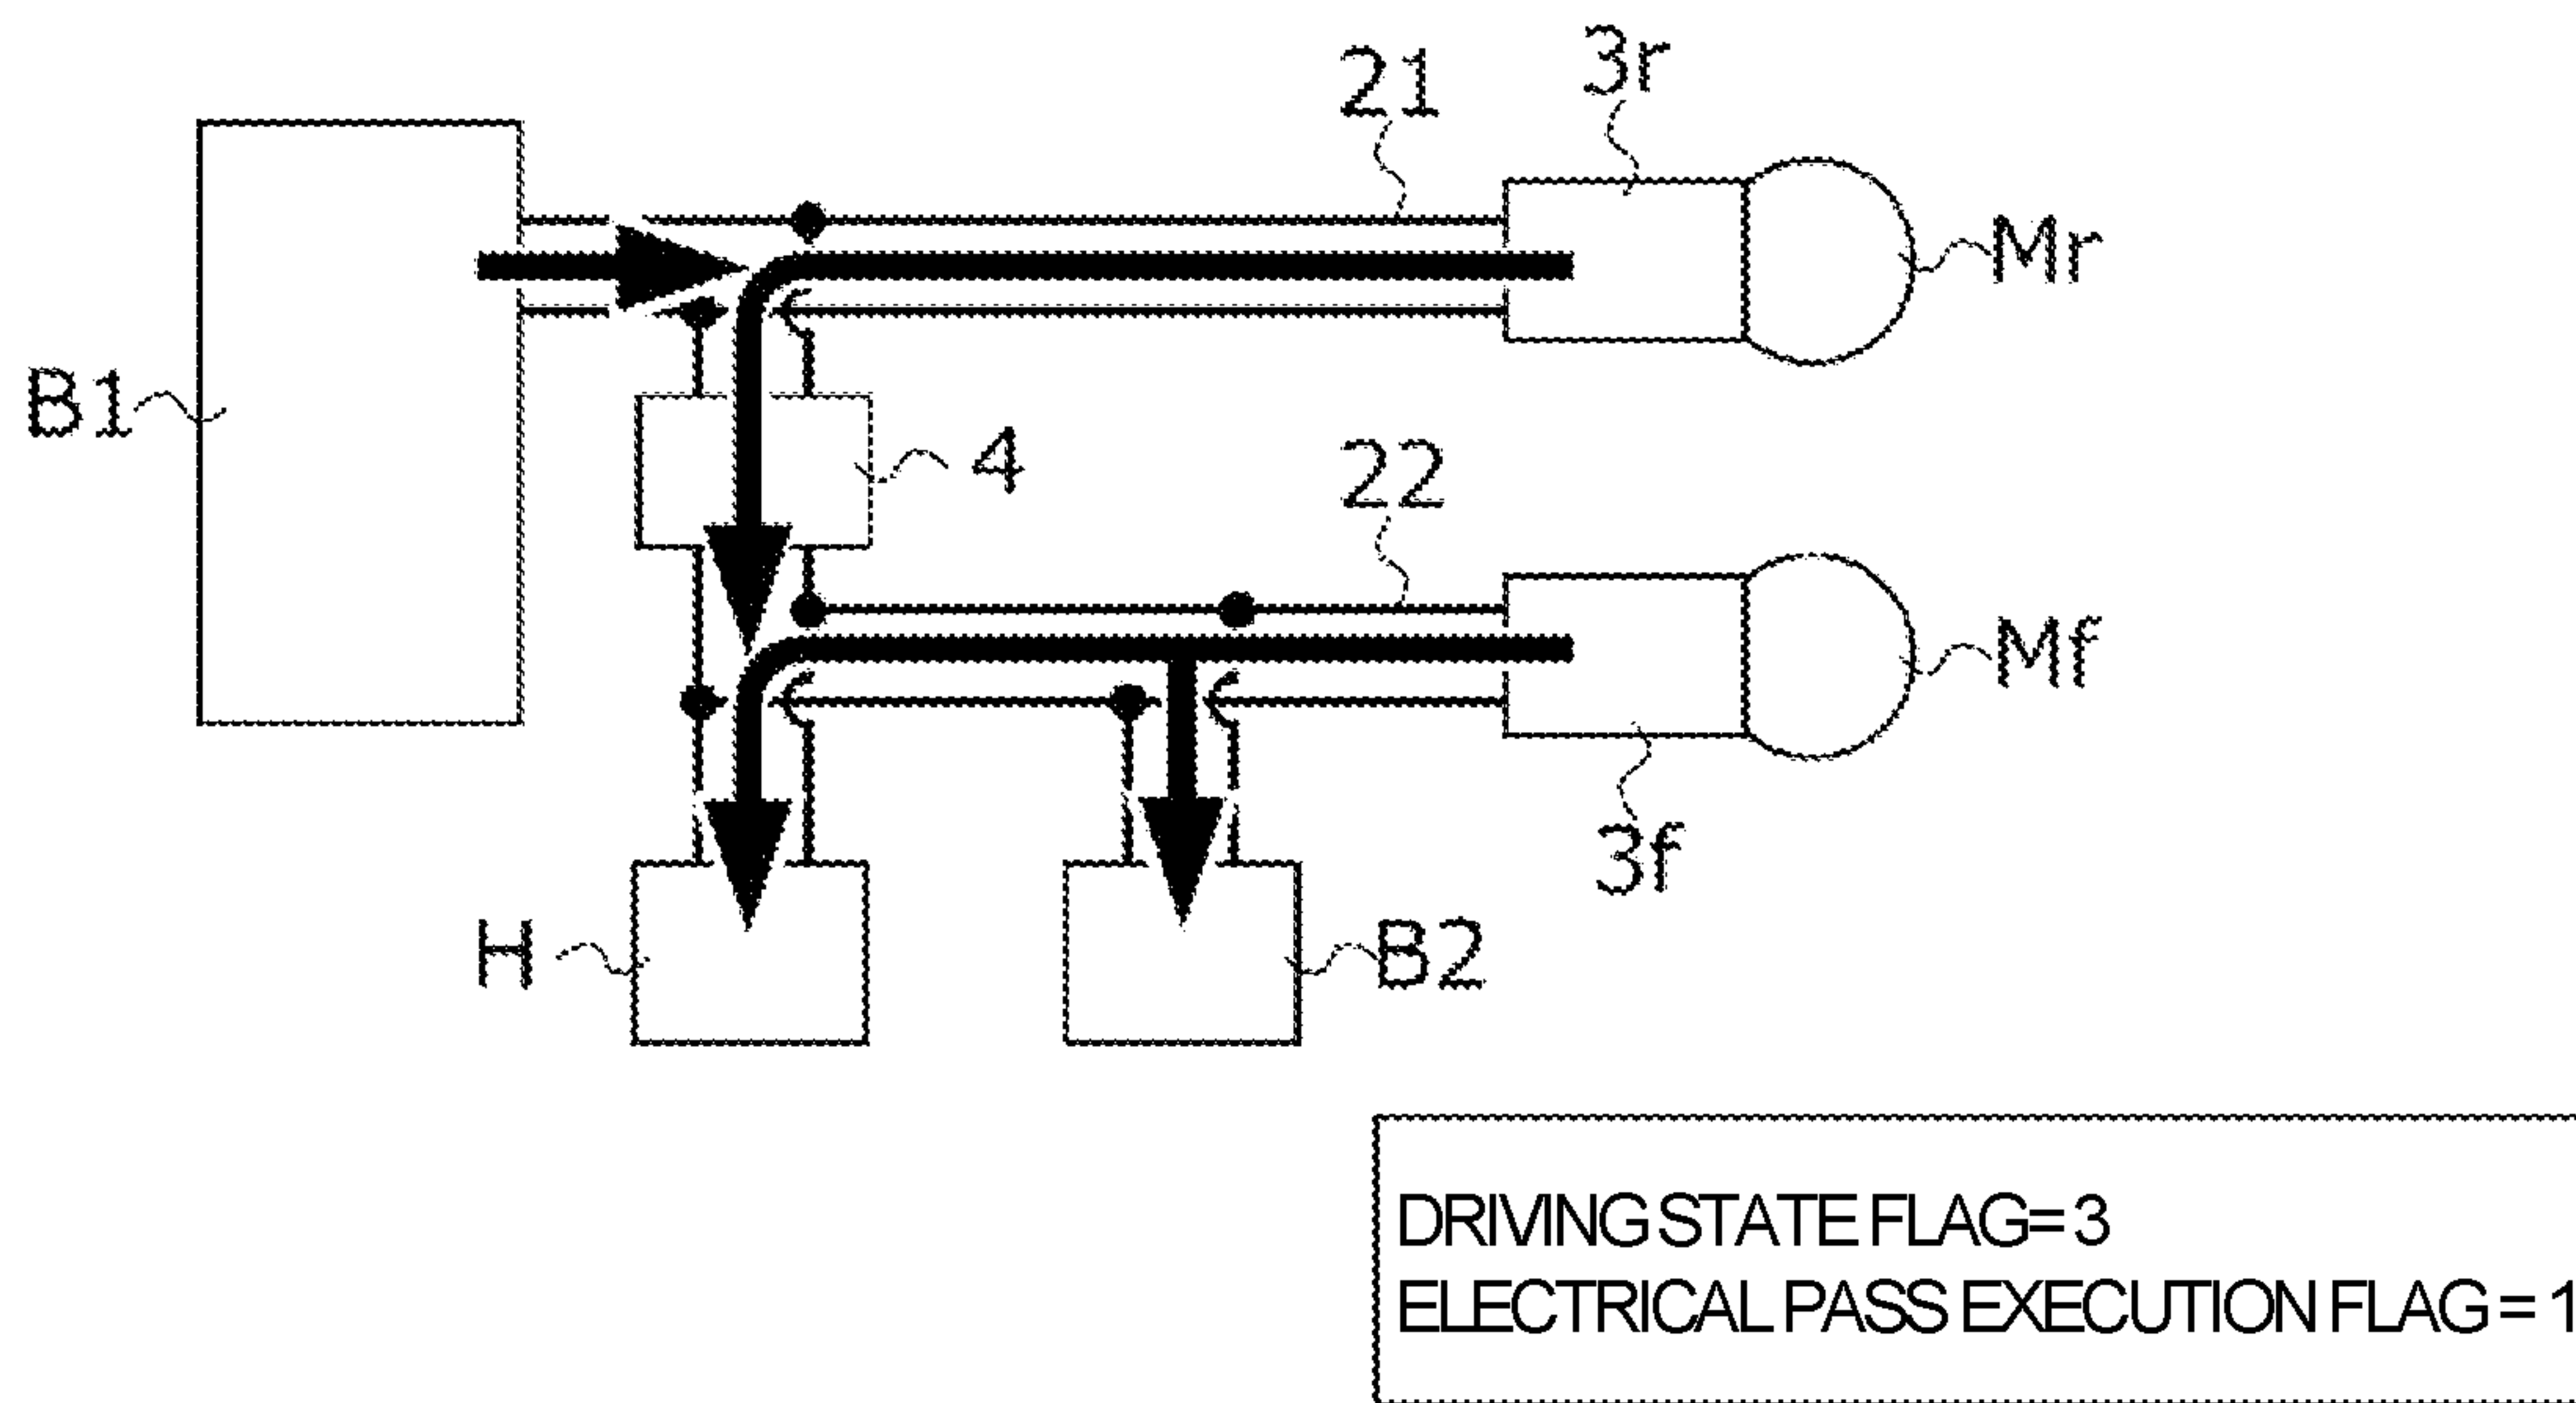 3r
21
Mr
B1
4
22
Mf
3f
H
B2
DRIVING STATE FLAG= 3
ELECTRICAL PASS EXECUTION FLAG = 1